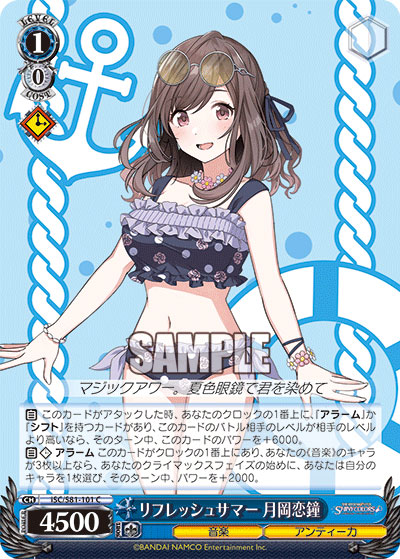 LEVEL
1
0
COST
SAMPLE
マジックアワー。夏色眼鏡で君を染めて
【自】 このカードがアタックした時、あなたのクロックの1番上に、『アラーム』か
『シフト』を持つカードがあり、このカードのバトル相手のレベルが相手のレベル
より高いなら、そのターン中、このカードのパワーを+6000。
【自】 アラーム このカードがクロックの1番上にあり、あなたの《音楽》のキャラ
が3枚以上なら、あなたのクライマックスフェイズの始めに、あなたは自分
のキャラを1枚選び、そのターン中、パワーを+1000。
CH
ISC/S81-101 C
4500
リフレッシュサマー 月岡恋鐘
音楽
アンティーカ
SHINY COLORS
©BANDAI NAMCO Entertainment Inc.